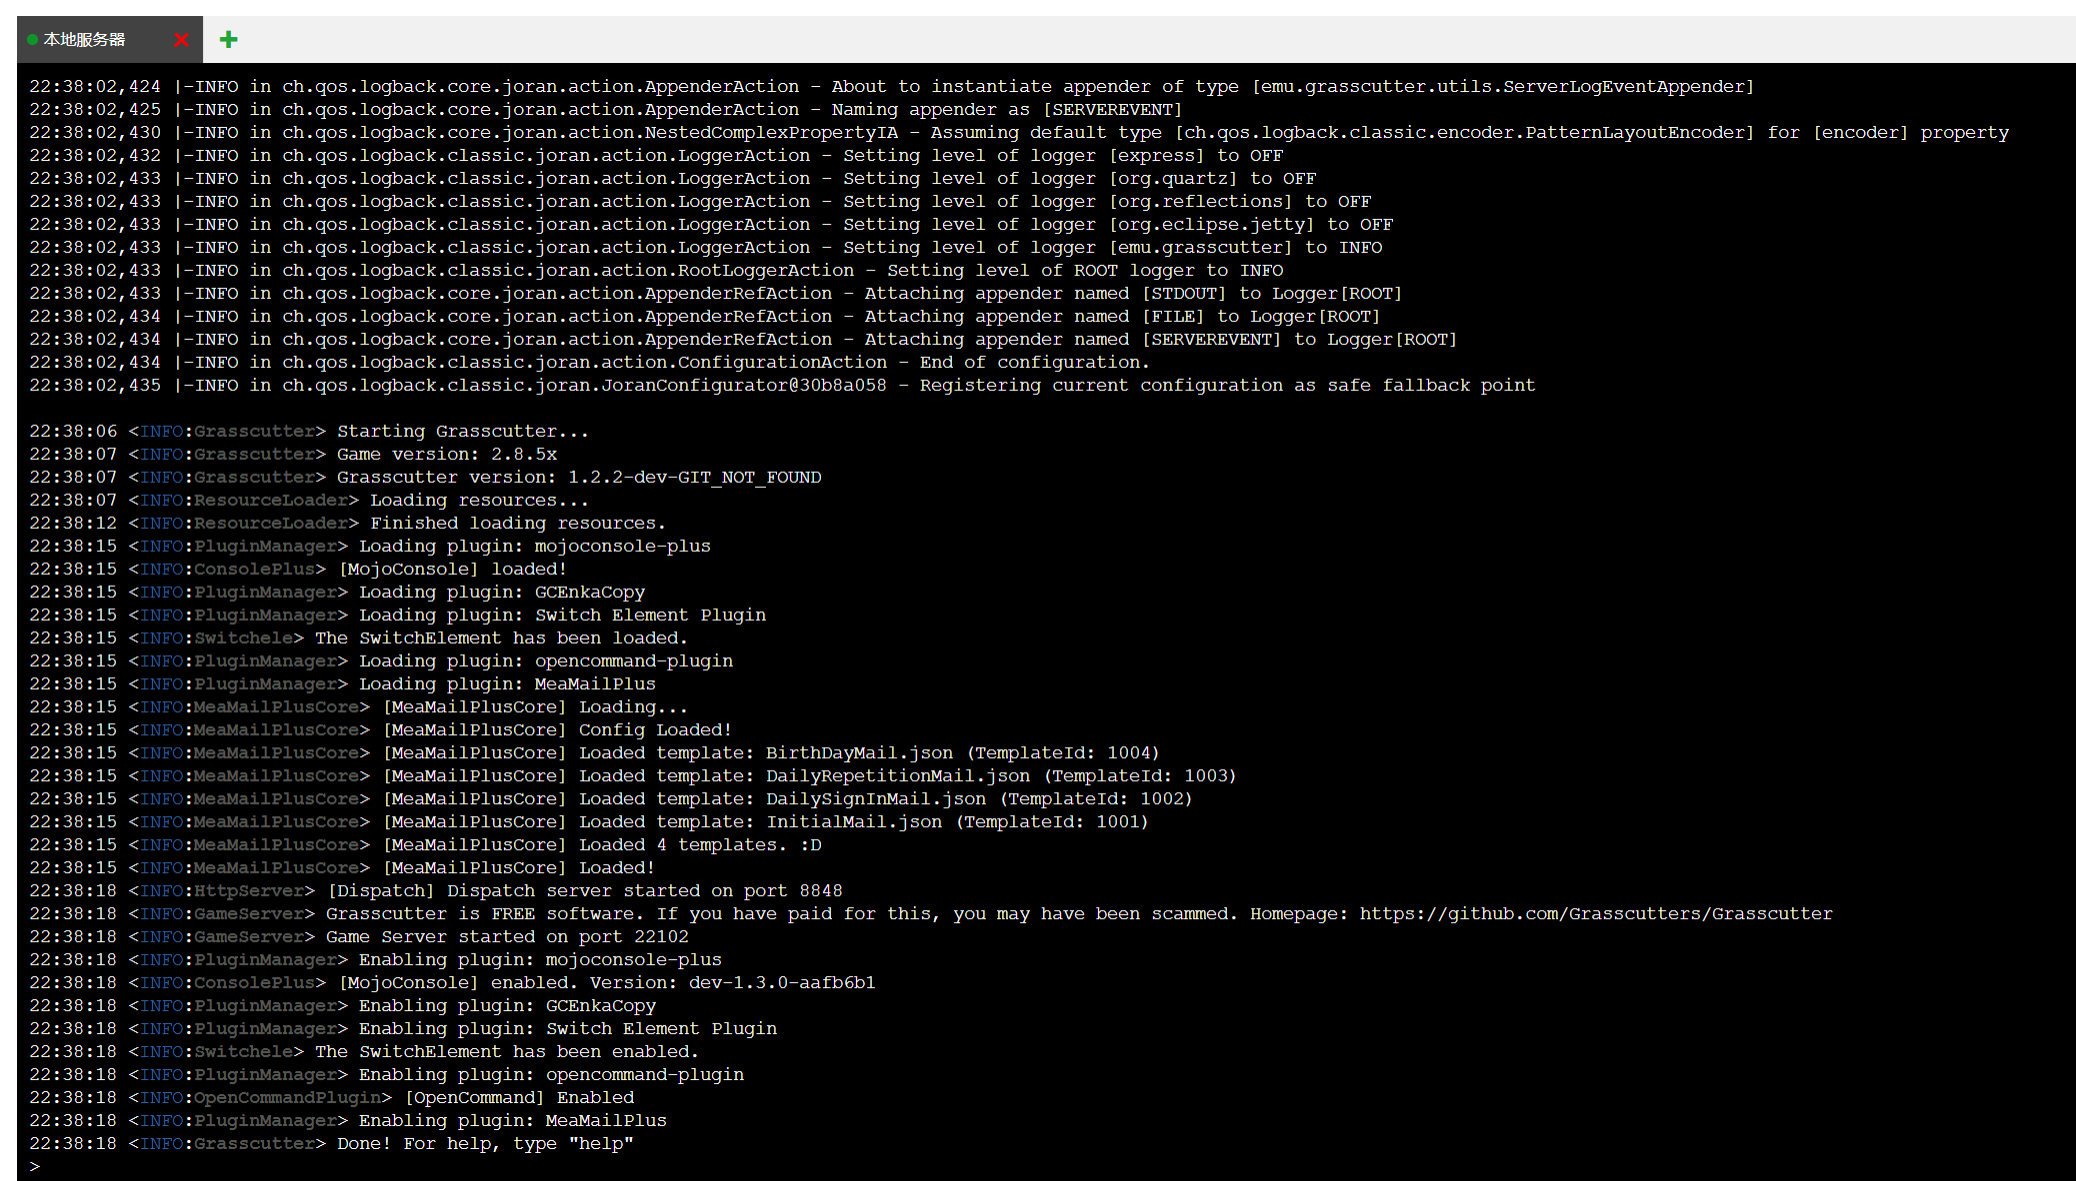 本地服务器
22:38:02,424 |-INFO in ch.qos.logback.core.joran.action.AppenderAction - About to instantiate appender of type [emu.grasscutter.utils.ServerLogEventAppender]
22:38:02,425 |-INFO in ch.qos.logback.core.joran.action.AppenderAction - Naming appender as [SERVEREVENT]
22:38:02,430 |-INFO in ch.qos.logback.core.joran.action.NestedComplexPropertyIA - Assuming default type [ch.qos.logback.classic.encoder.PatternLayoutEncoder] for [encoder] property
22:38:02,432 |-INFO in ch.qos.logback.classic.joran.action.LoggerAction - Setting level of logger [express] to OFF
22:38:02,433 |-INFO in ch.qos.logback.classic.joran.action.LoggerAction - Setting level of logger [org.quartz] to OFF
22:38:02,433 |-INFO in ch.qos.logback.classic.joran.action.LoggerAction - Setting level of logger [org.reflections] to OFF
22:38:02,433 |-INFO in ch.qos.logback.classic.joran.action.LoggerAction - Setting level of logger [org.eclipse.jetty] to OFF
22:38:02,433 |-INFO in ch.qos.logback.classic.joran.action.LoggerAction - Setting level of logger [emu.grasscutter] to INFO
22:38:02,433 |-INFO in ch.qos.logback.classic.joran.action.RootLoggerAction - Setting level of ROOT logger to INFO
22:38:02,433 |-INFO in ch.qos.logback.core.joran.action.AppenderRefAction - Attaching appender named [STDOUT] to Logger[ROOT]
22:38:02,434 |-INFO in ch.qos.logback.core.joran.action.AppenderRefAction - Attaching appender named [FILE] to Logger[ROOT]
22:38:02,434 |-INFO in ch.qos.logback.core.joran.action.AppenderRefAction - Attaching appender named [SERVEREVENT] to Logger[ROOT]
22:38:02,434 |-INFO in ch.qos.logback.classic.joran.action.ConfigurationAction - End of configuration.
22:38:02,435 |-INFO in ch.qos.logback.classic.joran.JoranConfigurator@30b8a058 - Registering current configuration as safe fallback point
22:38:06 <INFO:Grasscutter> Starting Grasscutter...
22:38:07 <INFO:Grasscutter> Game version: 2.8.5x
22:38:07 <INFO:Grasscutter> Grasscutter version: 1.2.2-dev-GIT_NOT_FOUND
22:38:07 <INFO:ResourceLoader> Loading resources...
22:38:12 <INFO:ResourceLoader> Finished loading resources.
22:38:15 <INFO:PluginManager> Loading plugin: mojoconsole-plus
22:38:15 <INFO:ConsolePlus> [MojoConsole] loaded!
22:38:15 <INFO:PluginManager> Loading plugin: GCEnkaCopy
22:38:15 <INFO:PluginManager> Loading plugin: Switch Element Plugin
22:38:15 <INFO:Switchele> The SwitchElement has been loaded.
22:38:15 <INFO:PluginManager> Loading plugin: opencommand-plugin
22:38:15 <INFO:PluginManager> Loading plugin: MeaMailPlus
22:38:15 <INFO:MeaMailPlusCore> [MeaMailPlusCore] Loading...
22:38:15 <INFO:MeaMailPlusCore> [MeaMailPlusCore] Config Loaded!
22:38:15 <INFO:MeaMailPlusCore> [MeaMailPlusCore] Loaded template: BirthDayMail.json (TemplateId: 1004)
22:38:15 <INFO:MeaMailPlusCore> [MeaMailPlusCore] Loaded template: DailyRepetitionMail.json (TemplateId: 1003)
22:38:15 <INFO:MeaMailPlusCore> [MeaMailPlusCore] Loaded template: DailySignInMail.json (TemplateId: 1002)
22:38:15 <INFO:MeaMailPlusCore> [MeaMailPlusCore] Loaded template: InitialMail.json (TemplateId: 1001)
22:38:15 <INFO:MeaMailPlusCore> [MeaMailPlusCore] Loaded 4 templates. :D
22:38:15 <INFO:MeaMailPlusCore> [MeaMailPlusCore] Loaded!
22:38:18 <INFO:HttpServer> [Dispatch] Dispatch server started on port 8848
22:38:18 <INFO:GameServer> Grasscutter is FREE software. If you have paid for this, you may have been scammed. Homepage: https://github.com/Grasscutters/Grasscutter
22:38:18 <INFO:GameServer> Game Server started on port 22102
22:38:18 <INFO:PluginManager> Enabling plugin: mojoconsole-plus
22:38:18 <INFO:ConsolePlus> [MojoConsole] enabled. Version: dev-1.3.0-aafb6b1
22:38:18 <INFO:PluginManager> Enabling plugin: GCEnkaCopy
22:38:18 <INFO:PluginManager> Enabling plugin: Switch Element Plugin
22:38:18 <INFO:Switchele> The SwitchElement has been enabled.
22:38:18 <INFO:PluginManager> Enabling plugin: opencommand-plugin
22:38:18 <INFO:OpenCommandPlugin> [OpenCommand] Enabled
22:38:18 <INFO:PluginManager> Enabling plugin: MeaMailPlus
22:38:18 <INFO:Grasscutter> Done! For help, type "help"
>